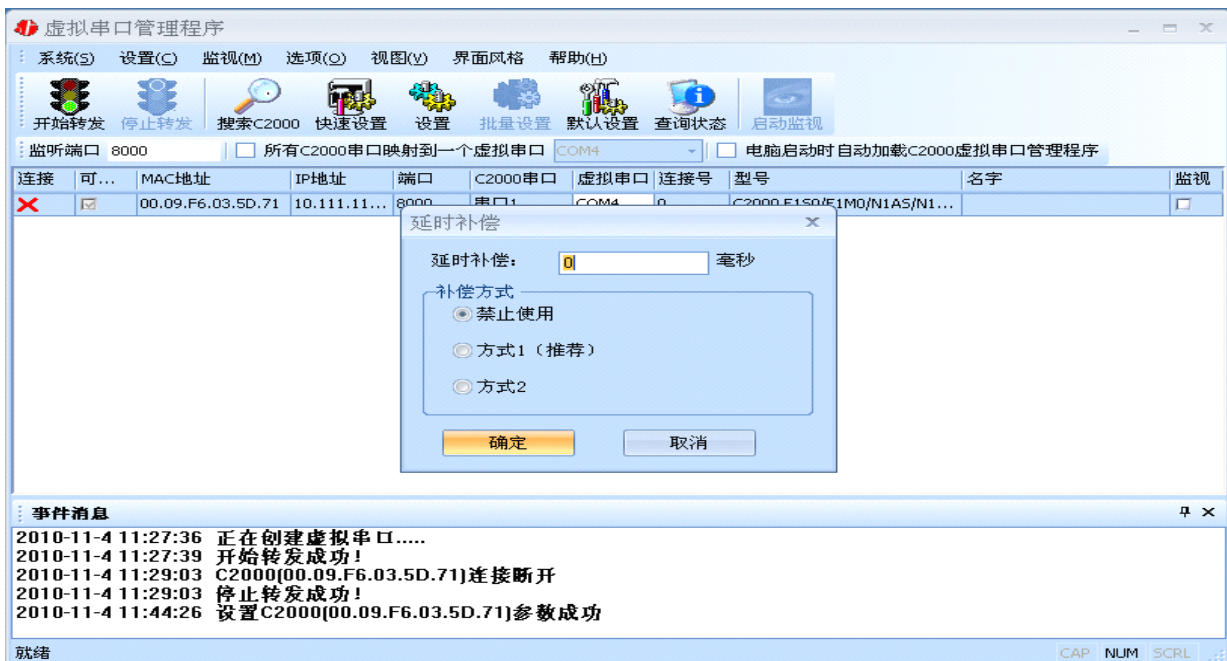 虚拟串口管理程序
系统(S) 设置(C) 监视(M) 选项(O) 视图(V) 界面风格 帮助(H)
开始转发 停止转发 搜索C2000 快速设置 设置 批量设置 默认设置 查询状态 启动监视
监听端口 8000 所有C2000串口映射到一个虚拟串口 COM4 电脑启动时自动加载C2000虚拟串口管理程序
连接 可... MAC地址 IP地址 端口 C2000串口 虚拟串口 连接号 型号 名字 监视
00.09.F6.03.5D.71 10.111.11... 8000 串口1 COM4 0 C2000 E1S0/E1M0/N1AS/N1...
延时补偿
延时补偿: 0 毫秒
补偿方式
禁止使用
方式1（推荐）
方式2
确定 取消
事件消息
2010-11-4 11:27:36 正在创建虚拟串口.....
2010-11-4 11:27:39 开始转发成功!
2010-11-4 11:29:03 C2000(00.09.F6.03.5D.71)连接断开
2010-11-4 11:29:03 停止转发成功!
2010-11-4 11:44:26 设置C2000(00.09.F6.03.5D.71)参数成功
就绪 CAP NUM SCRL